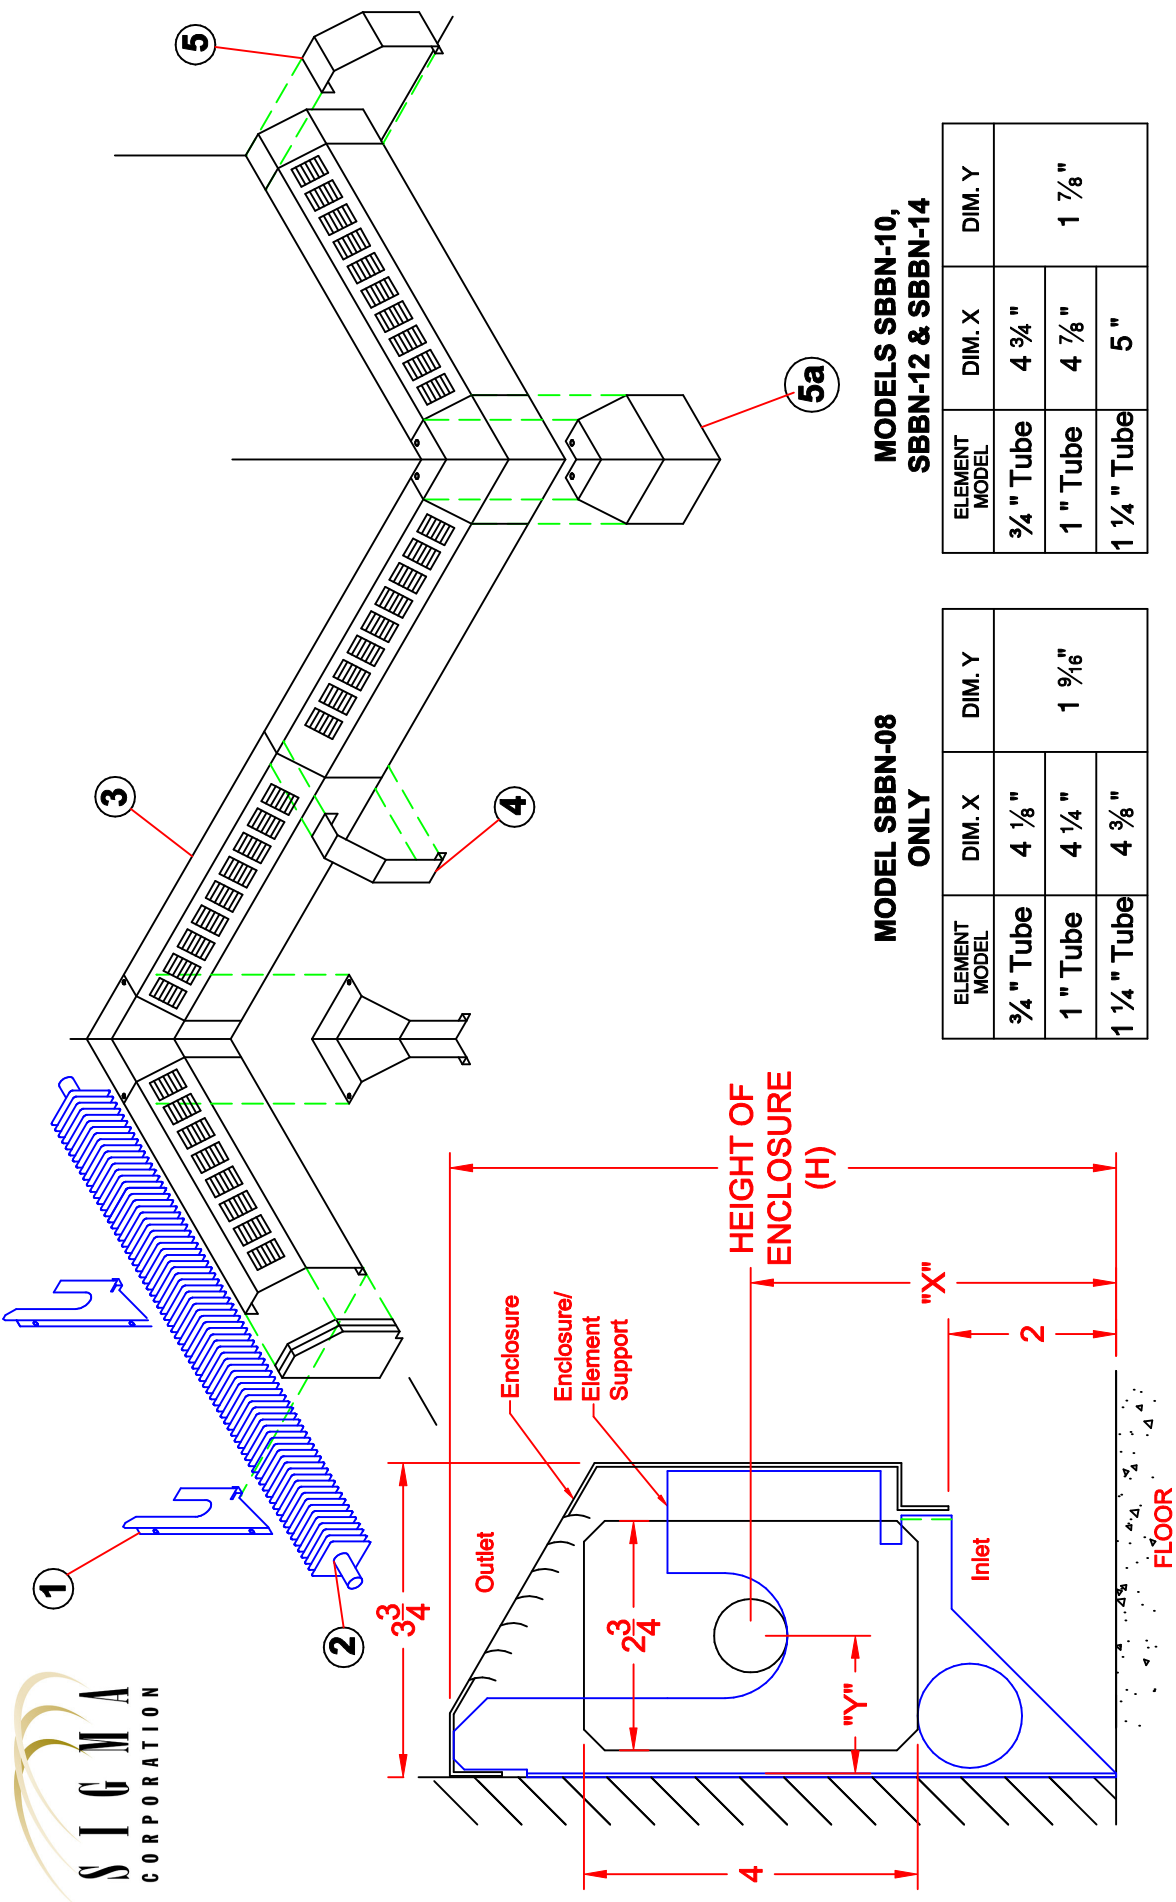 SIGMA
CORPORATION
1
2
3
4
5
5a
3 3/4
2 3/4
4
"Y"
Outlet
Inlet
Enclosure
Enclosure/
Element
Support
HEIGHT OF
ENCLOSURE
(H)
"X"
2
FLOOR
MODEL SBBN-08
ONLY
ELEMENT
MODEL
DIM. X
DIM. Y
¾" Tube
4 ⅛"
1" Tube
4 ¼"
1 9/16"
1 ¼" Tube
4 ⅜"
MODELS SBBN-10,
SBBN-12 & SBBN-14
ELEMENT
MODEL
DIM. X
DIM. Y
¾" Tube
4 ¾"
1" Tube
4 ⅞"
1 ⅞"
1 ¼" Tube
5"